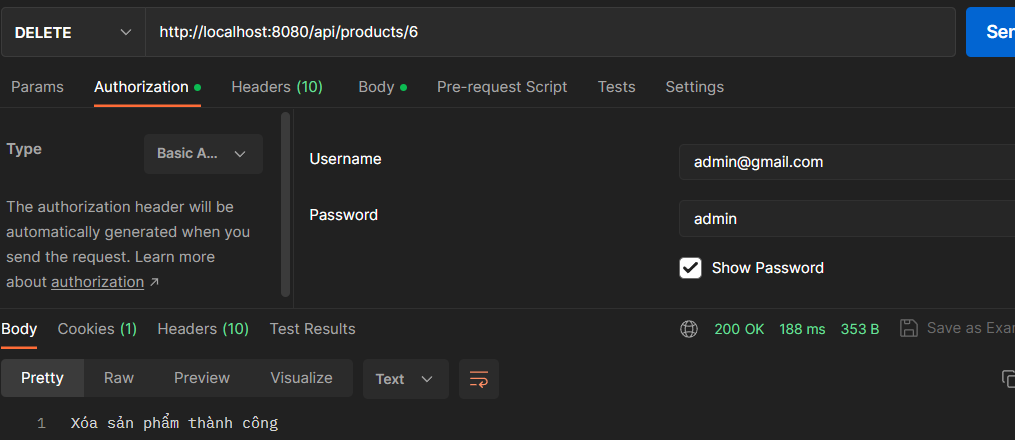 DELETE http://localhost:8080/api/products/6
Params Authorization Headers (10) Body Pre-request Script Tests Settings
Type Basic A...
The authorization header will be
automatically generated when you
send the request. Learn more
about authorization ↗
Username admin@gmail.com
Password admin
Show Password
Body Cookies (1) Headers (10) Test Results 200 OK 188 ms 353 B Save as
Pretty Raw Preview Visualize Text
1 Xóa sản phẩm thành công